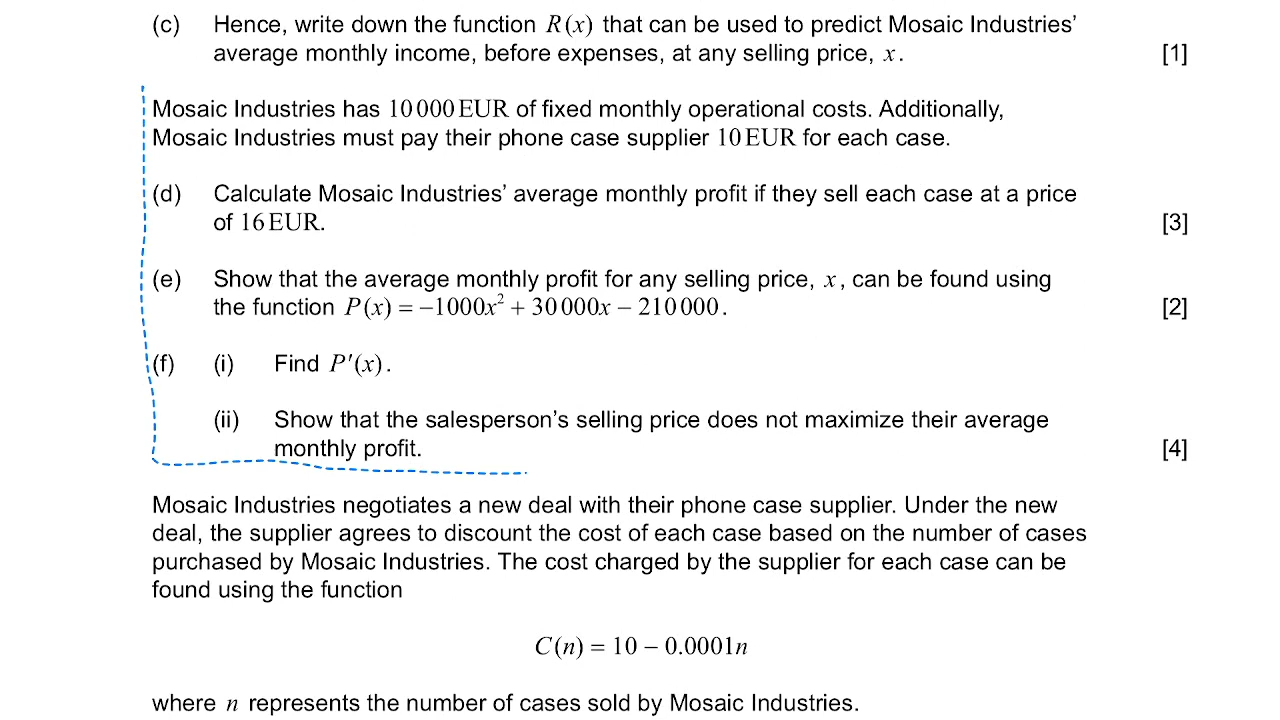 (c) Hence, write down the function R(x) that can be used to predict Mosaic Industries’
average monthly income, before expenses, at any selling price, x. [1]
Mosaic Industries has 10 000 EUR of fixed monthly operational costs. Additionally,
Mosaic Industries must pay their phone case supplier 10 EUR for each case.
(d) Calculate Mosaic Industries’ average monthly profit if they sell each case at a price
of 16 EUR. [3]
(e) Show that the average monthly profit for any selling price, x, can be found using
the function P(x) = −1000x² + 30 000x − 210 000. [2]
(f) (i) Find P′(x).
(ii) Show that the salesperson’s selling price does not maximize their average
monthly profit. [4]
Mosaic Industries negotiates a new deal with their phone case supplier. Under the new
deal, the supplier agrees to discount the cost of each case based on the number of cases
purchased by Mosaic Industries. The cost charged by the supplier for each case can be
found using the function
C(n) = 10 − 0.0001n
where n represents the number of cases sold by Mosaic Industries.